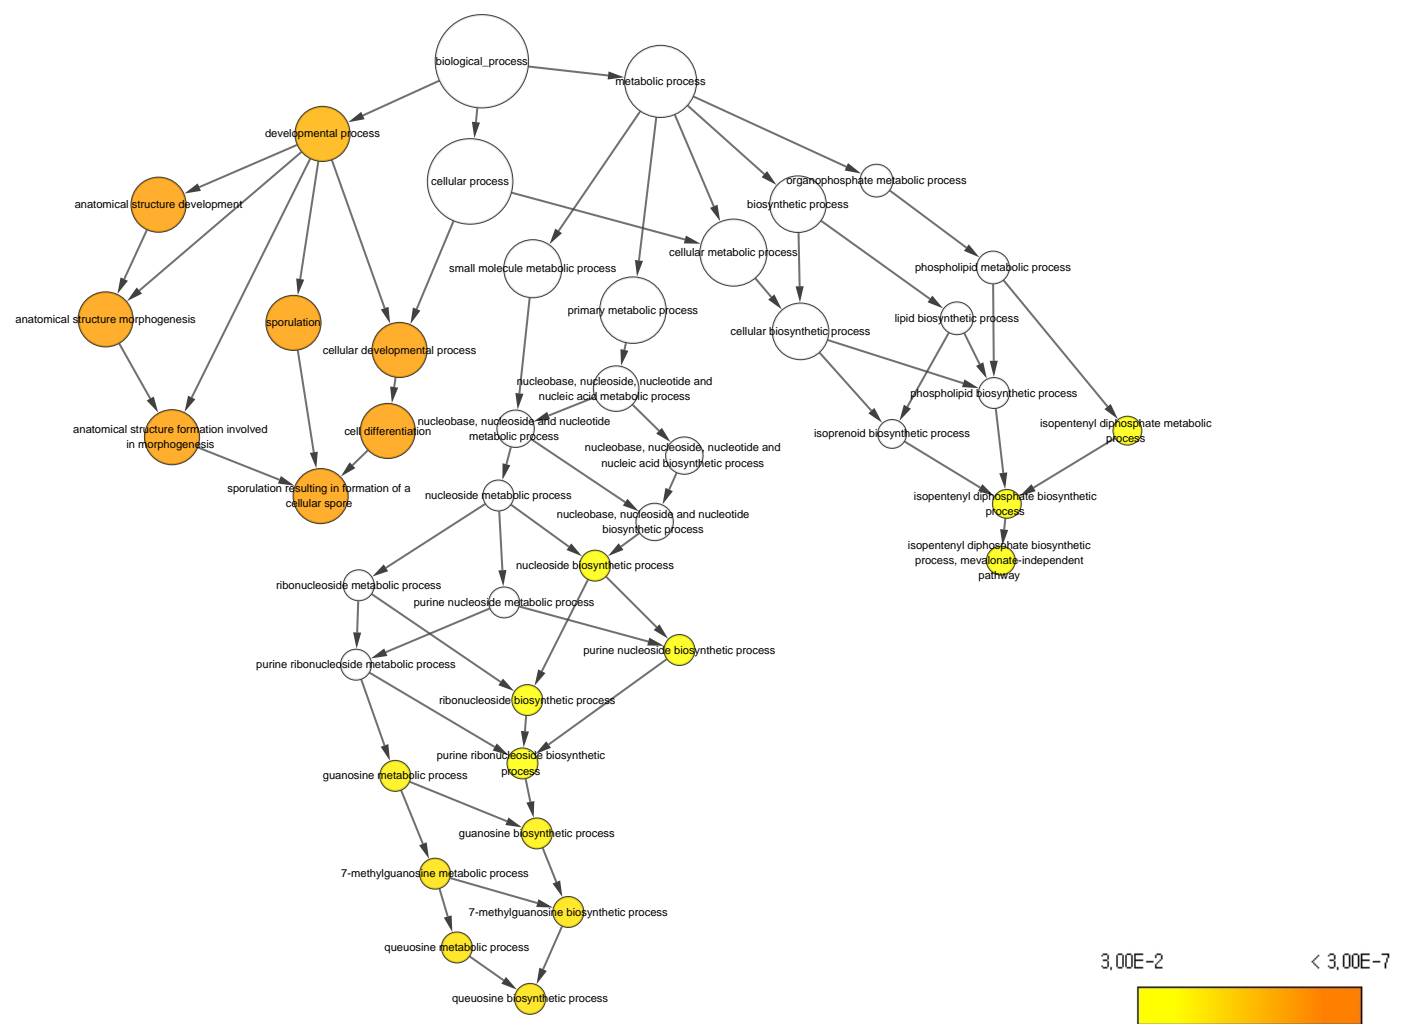 biological_process
metabolic process
developmental process
organophosphate metabolic process
cellular process
anatomical structure development
biosynthetic process
cellular metabolic process
small molecule metabolic process
phospholipid metabolic process
primary metabolic process
anatomical structure morphogenesis
sporulation
lipid biosynthetic process
cellular biosynthetic process
cellular developmental process
nucleobase, nucleoside, nucleotide and
nucleic acid metabolic process
phospholipid biosynthetic process
anatomical structure formation involved
in morphogenesis
cell differentiation
nucleobase, nucleoside and nucleotide
metabolic process
isoprenoid biosynthetic process
isopentenyl diphosphate metabolic
process
nucleobase, nucleoside, nucleotide and
nucleic acid biosynthetic process
sporulation resulting in formation of a
cellular spore
nucleoside metabolic process
isopentenyl diphosphate biosynthetic
process
nucleobase, nucleoside and nucleotide
biosynthetic process
isopentenyl diphosphate biosynthetic
process, mevalonate-independent
pathway
nucleoside biosynthetic process
ribonucleoside metabolic process
purine nucleoside metabolic process
purine nucleoside biosynthetic process
purine ribonucleoside metabolic process
ribonucleoside biosynthetic process
purine ribonucleoside biosynthetic
process
guanosine metabolic process
guanosine biosynthetic process
7-methylguanosine metabolic process
7-methylguanosine biosynthetic process
queuosine metabolic process
queuosine biosynthetic process
3,00E-2
< 3,00E-7